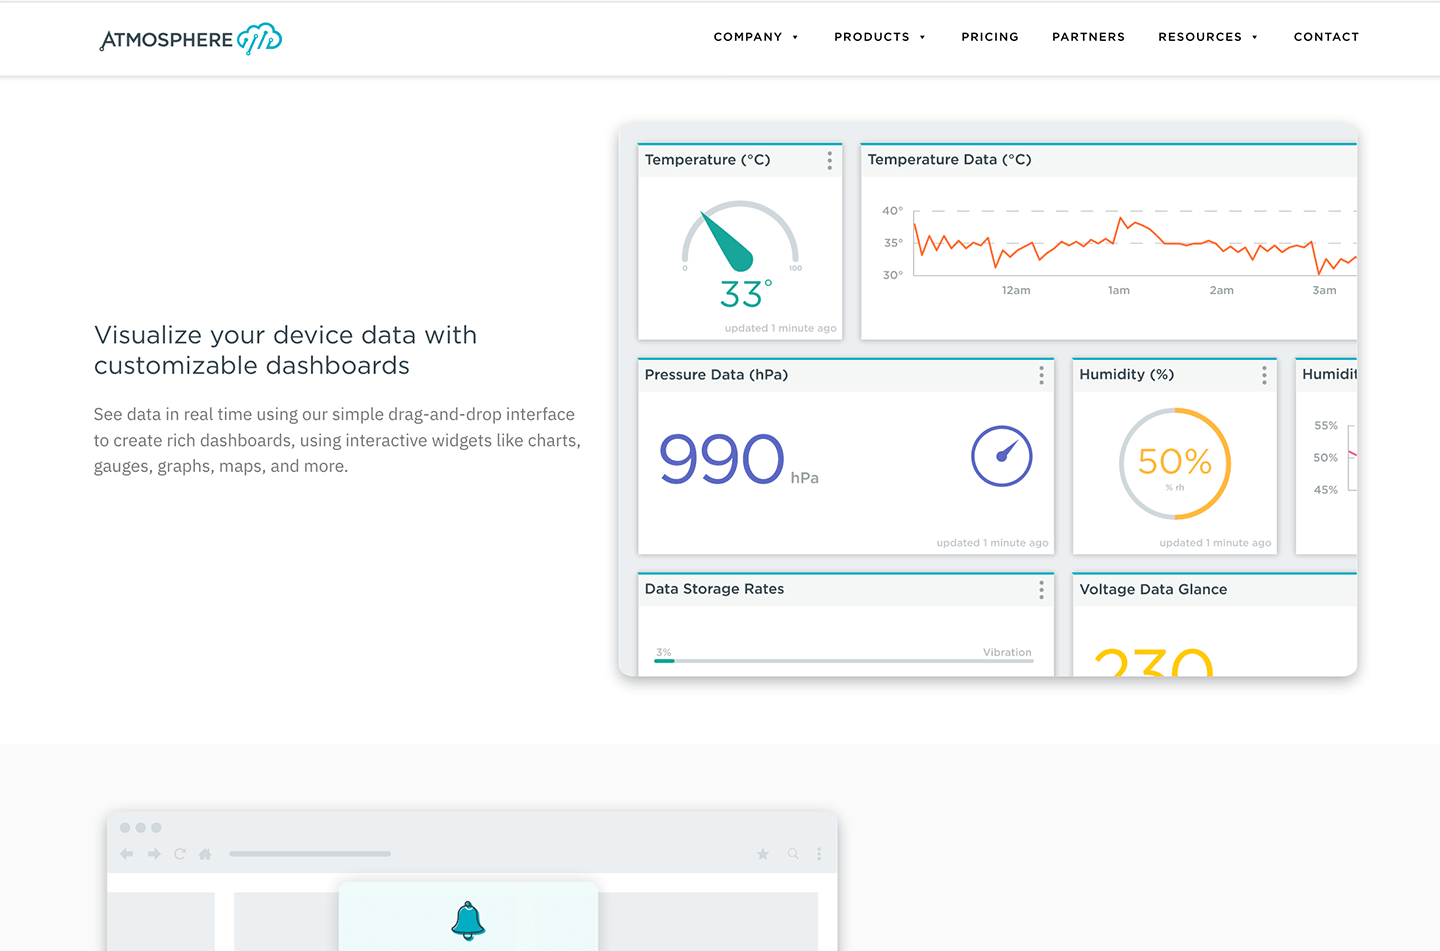 ATMOSPHERE
COMPANY PRODUCTS PRICING PARTNERS RESOURCES CONTACT
Visualize your device data with
customizable dashboards
See data in real time using our simple drag-and-drop interface
to create rich dashboards, using interactive widgets like charts,
gauges, graphs, maps, and more.
Temperature (°C)
0 100
33°
updated 1 minute ago
Temperature Data (°C)
40°
35°
30°
12am 1am 2am 3am
Pressure Data (hPa)
990 hPa
updated 1 minute ago
Humidity (%)
50%
% rh
updated 1 minute ago
55%
50%
45%
Data Storage Rates
3% Vibration
Voltage Data Glance
230